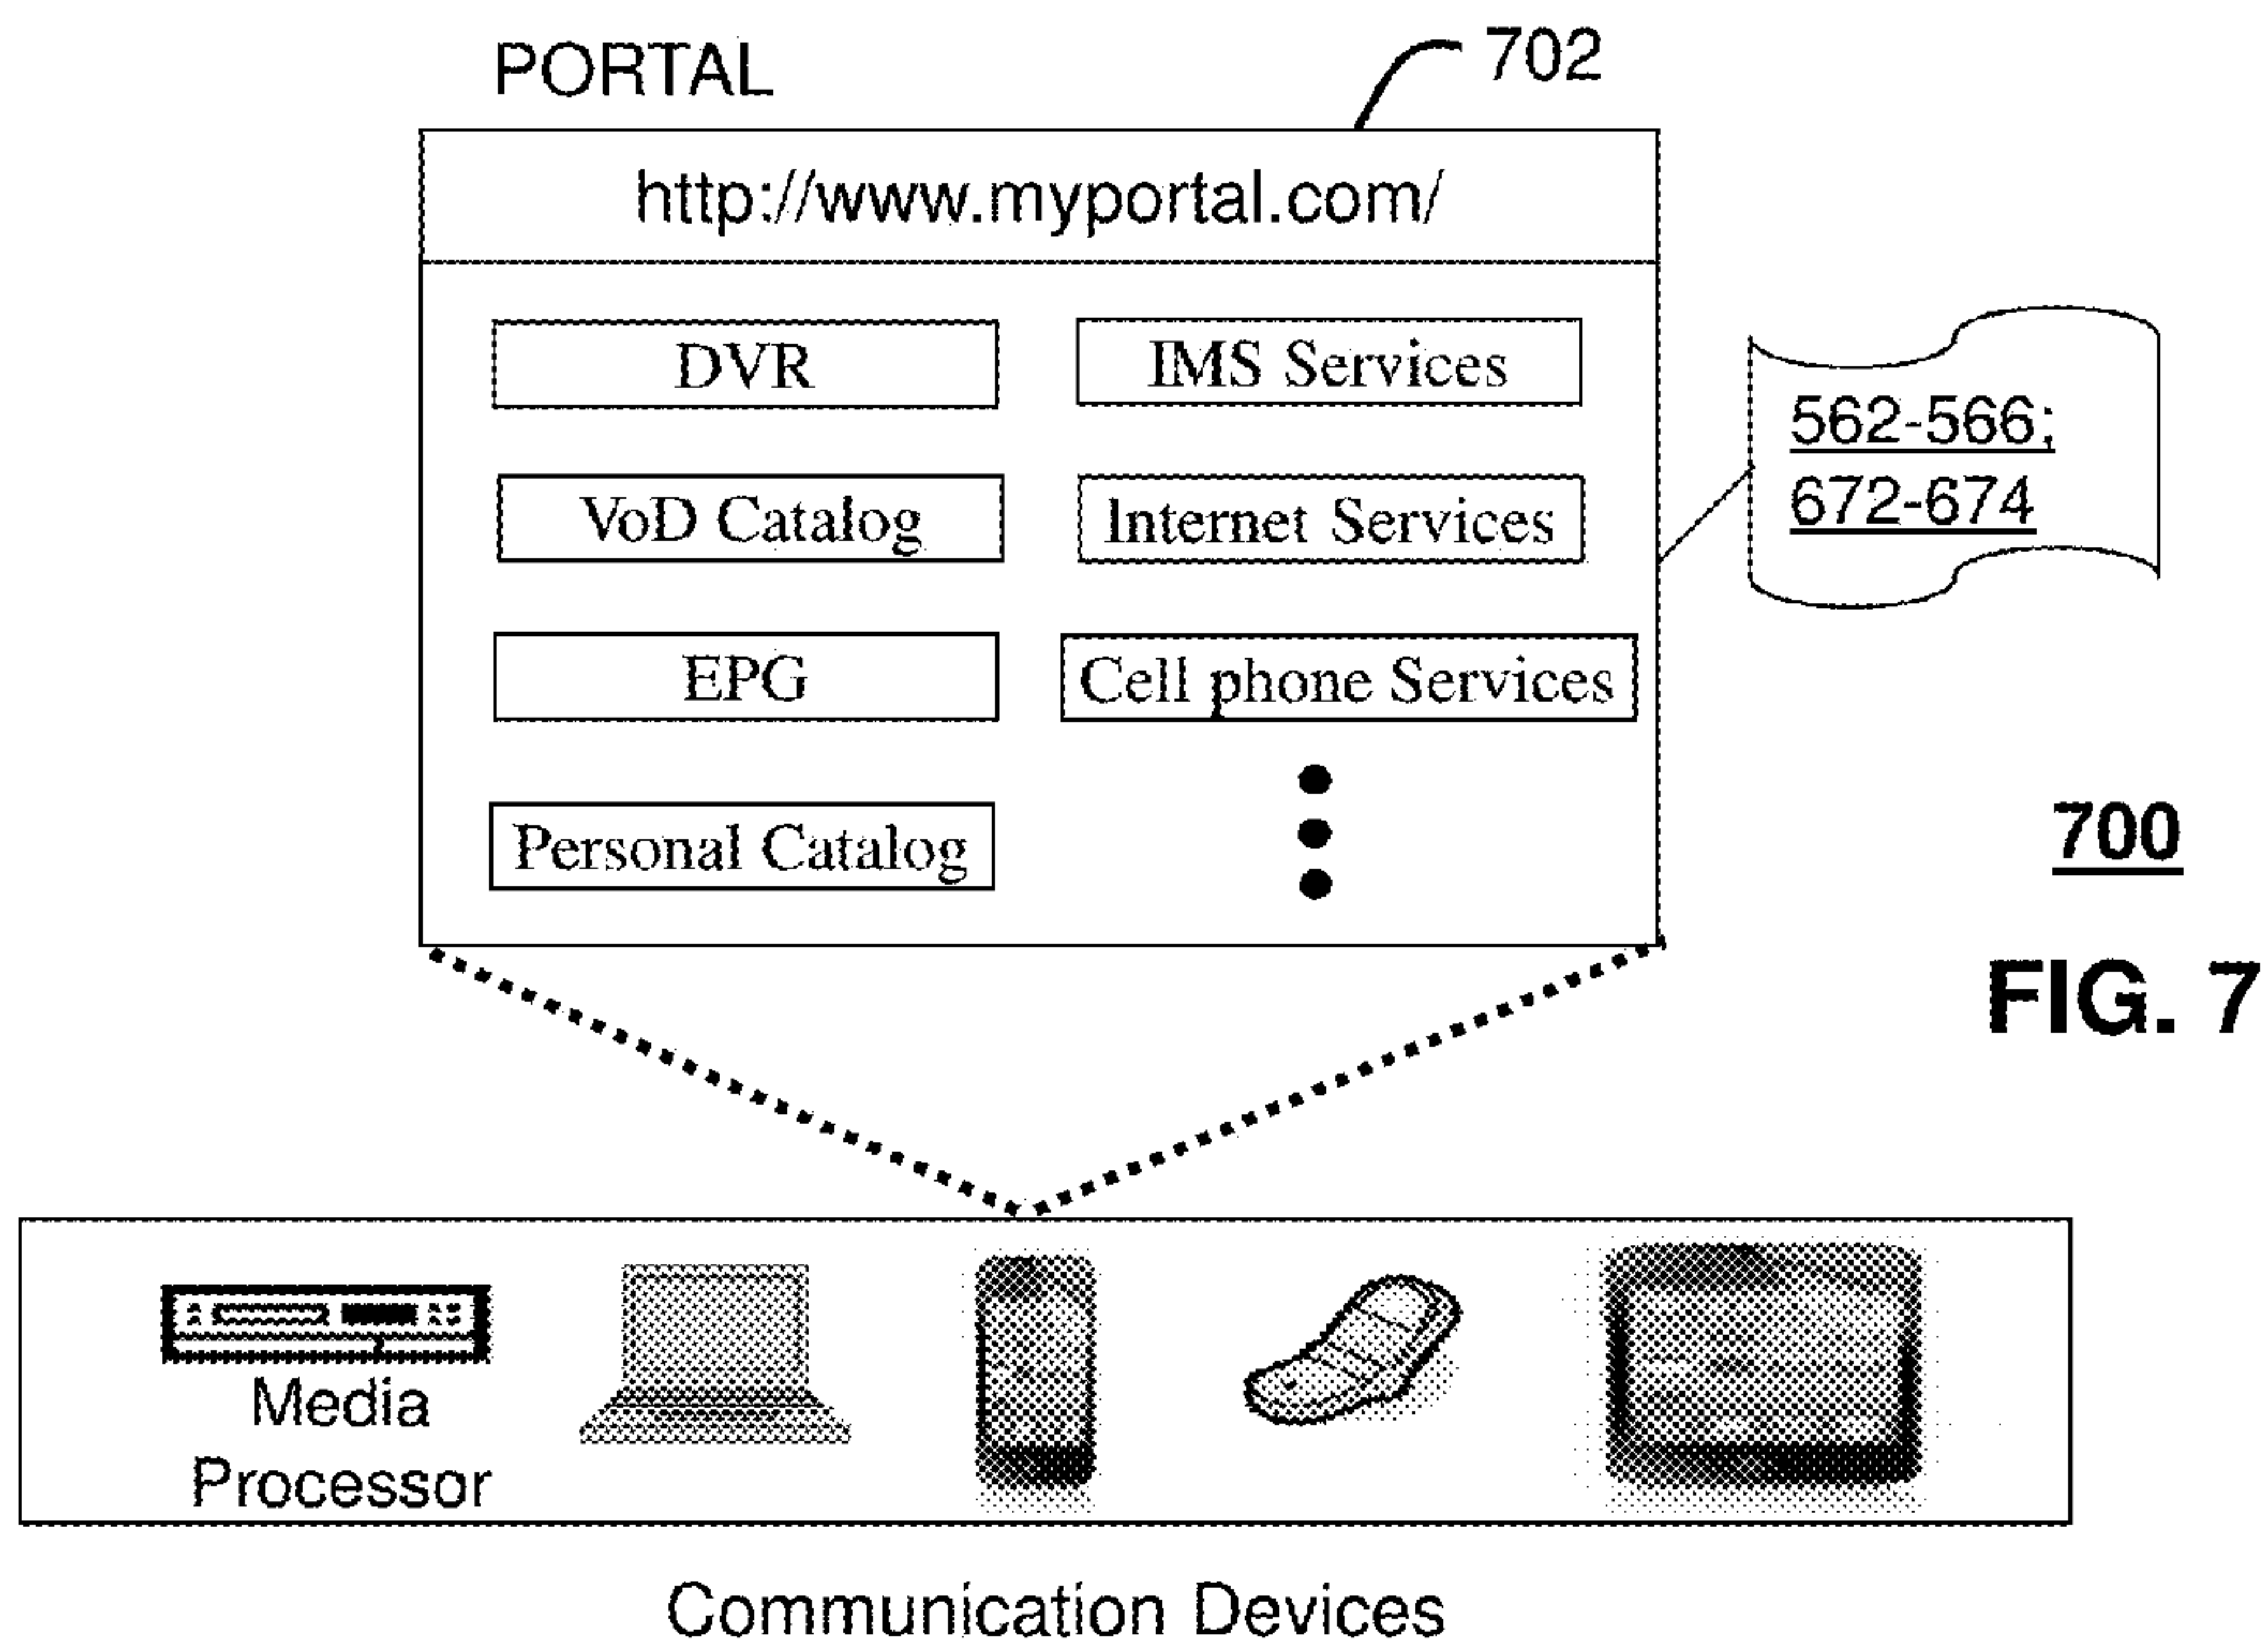 PORTAL
702
http://www.myportal.com/
DVR
IMS Services
562-566;
672-674
VoD Catalog
Internet Services
EPG
Cell phone Services
Personal Catalog
700
FIG. 7
Media
Processor
Communication Devices